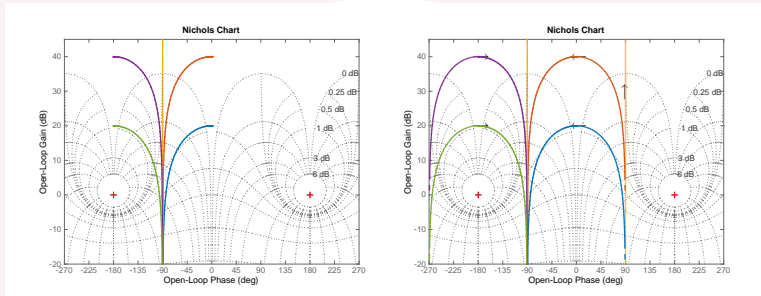 Nichols Chart
40
30
20
10
0
-10
-20
Open-Loop Gain (dB)
0 dB
0.25 dB
0.5 dB
1 dB
3 dB
6 dB
-270 -225 -180 -135 -90 -45 0 45 90 135 180 225 270
Open-Loop Phase (deg)
Nichols Chart
40
30
20
10
0
-10
-20
Open-Loop Gain (dB)
0 dB
0.25 dB
0.5 dB
1 dB
3 dB
6 dB
-270 -225 -180 -135 -90 -45 0 45 90 135 180 225 270
Open-Loop Phase (deg)